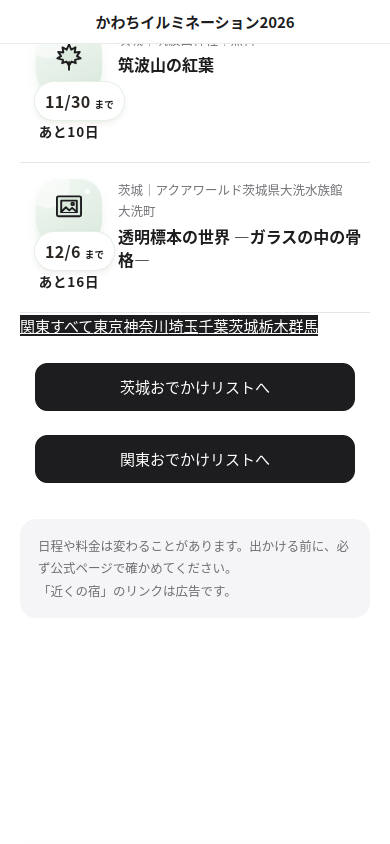 かわちイルミネーション2026
筑波山の紅葉
11/30 まで
あと10日
茨城｜アクアワールド茨城県大洗水族館
大洗町
透明標本の世界 ―ガラスの中の骨
格―
12/6 まで
あと16日
関東すべて東京神奈川埼玉千葉茨城栃木群馬
茨城おでかけリストへ
関東おでかけリストへ
日程や料金は変わることがあります。出かける前に、必
ず公式ページで確かめてください。
「近くの宿」のリンクは広告です。